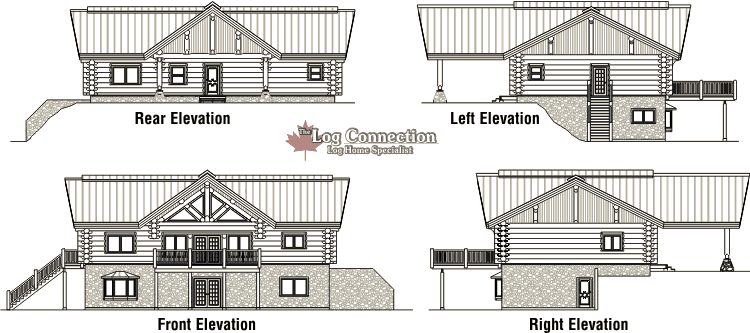 Rear Elevation
Left Elevation
The Log Connection
Log Home Specialist
Front Elevation
Right Elevation